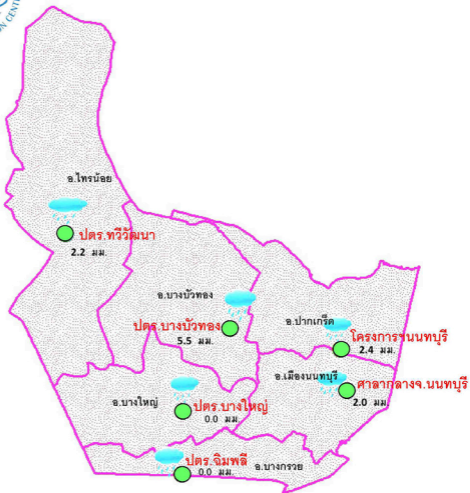 อ.ไทรน้อย
ปตร.ทวีวัฒนา
2.2 มม.
อ.บางบัวทอง
ปตร.บางบัวทอง
5.5 มม.
อ.ปากเกร็ด
โครงการฯนนทบุรี
2.4 มม.
อ.เมืองนนทบุรี
ศาลากลางจ.นนทบุรี
2.0 มม.
อ.บางใหญ่
ปตร.บางใหญ่
0.0 มม.
ปตร.ฉิมพลี
0.0 มม.
อ.บางกรวย